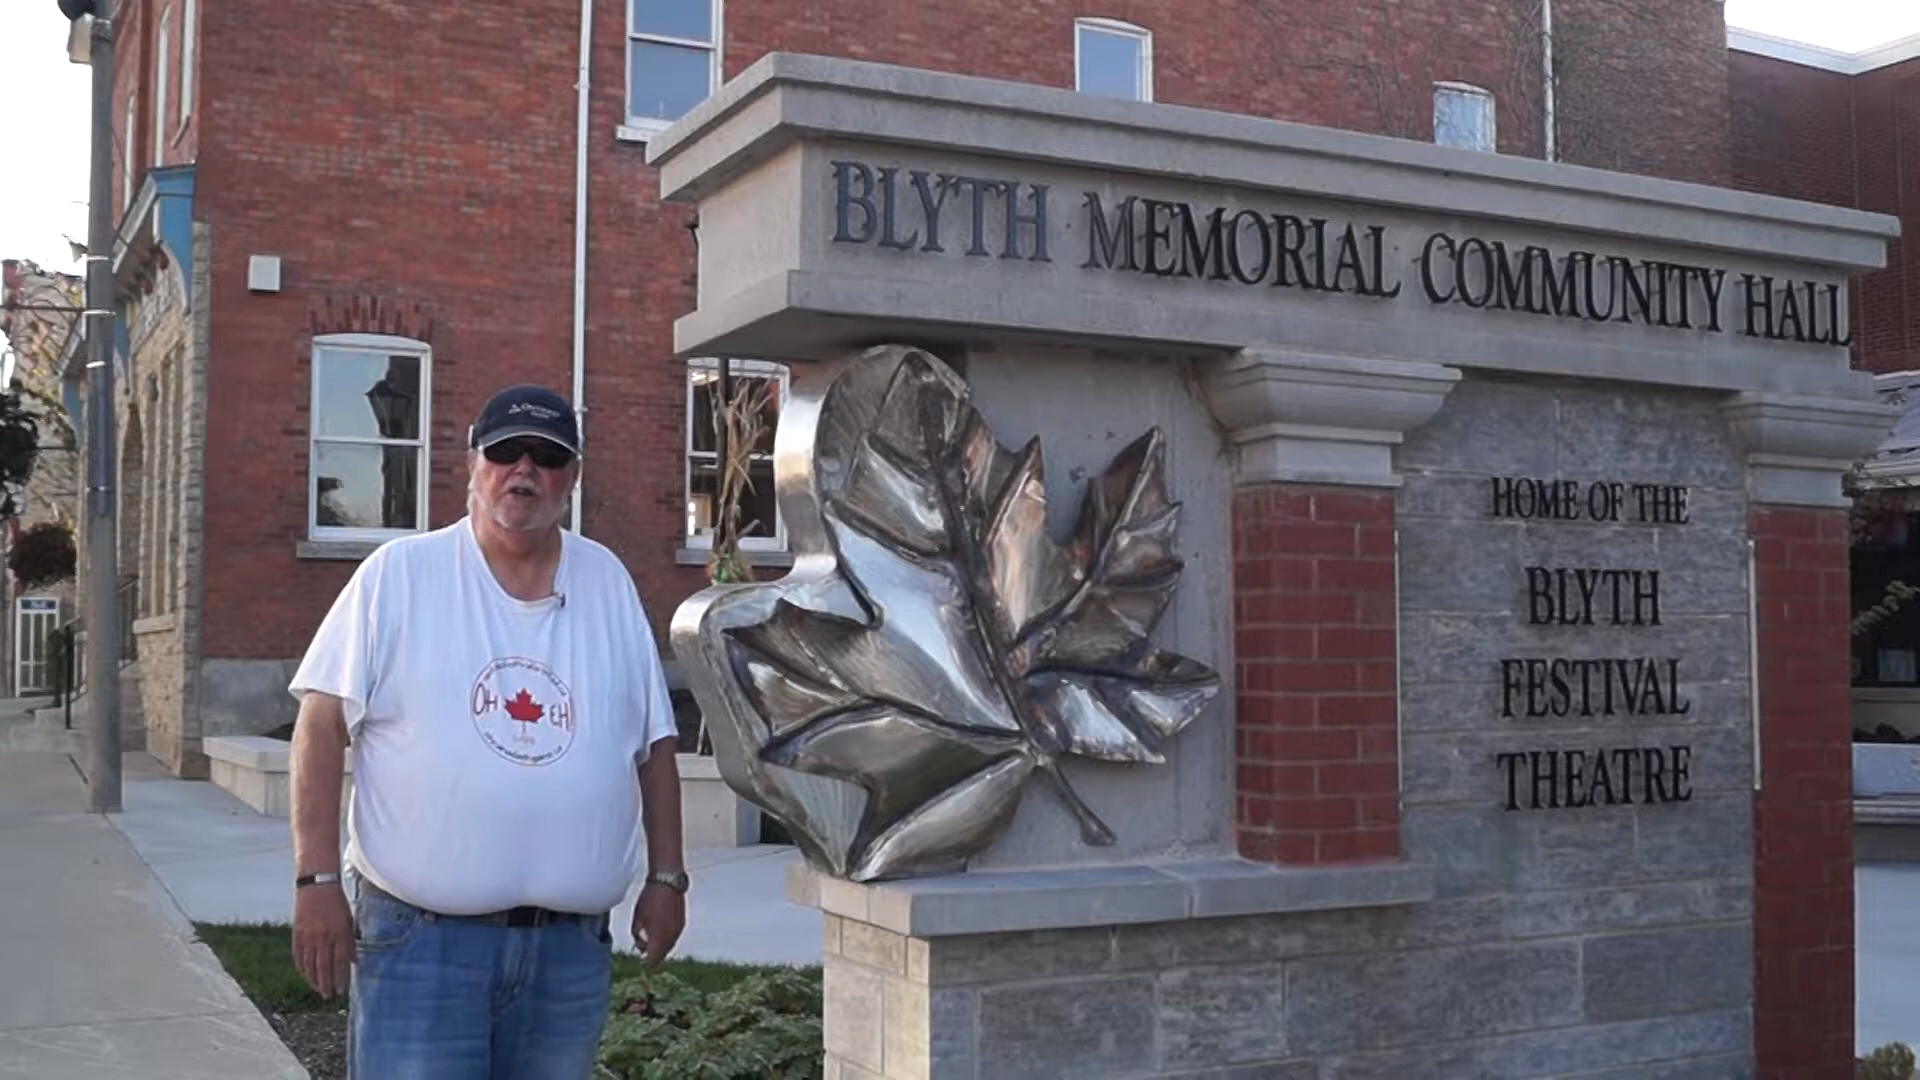 BLYTH MEMORIAL COMMUNITY HALL
HOME OF THE
BLYTH
FESTIVAL
THEATRE
OH EH!